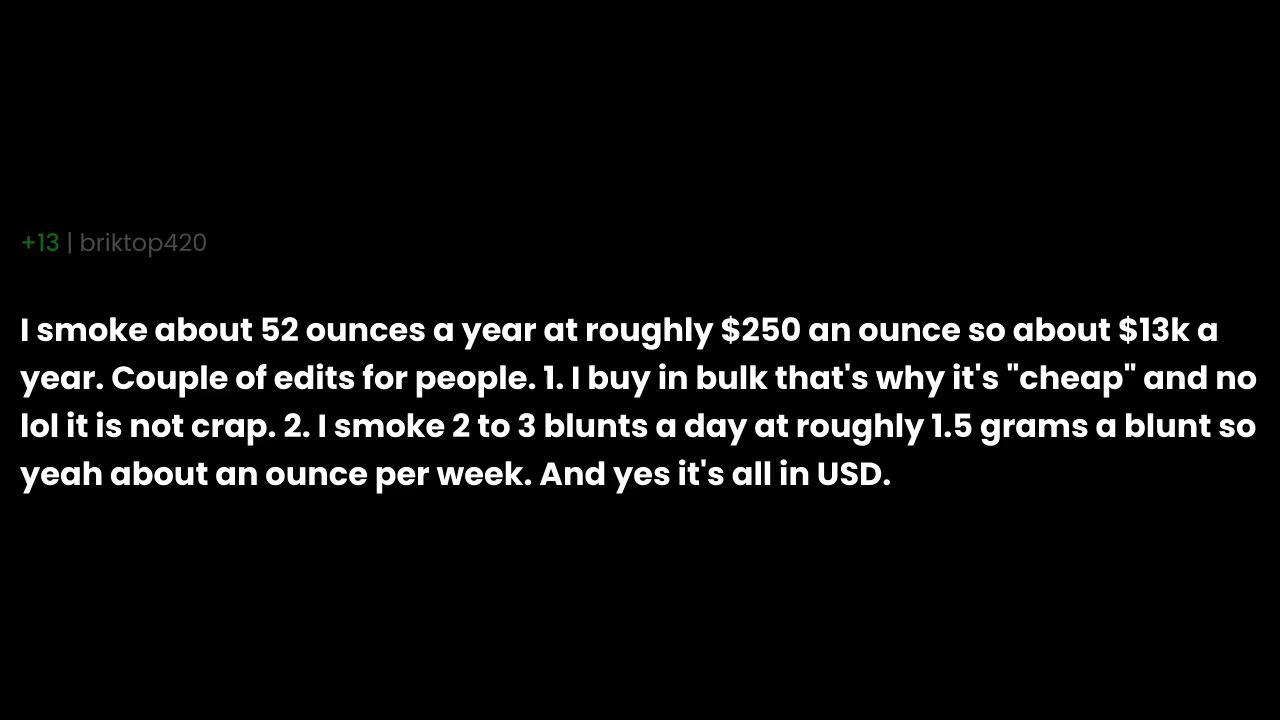 +13 | briktop420
I smoke about 52 ounces a year at roughly $250 an ounce so about $13k a
year. Couple of edits for people. 1. I buy in bulk that's why it's "cheap" and no
lol it is not crap. 2. I smoke 2 to 3 blunts a day at roughly 1.5 grams a blunt so
yeah about an ounce per week. And yes it's all in USD.